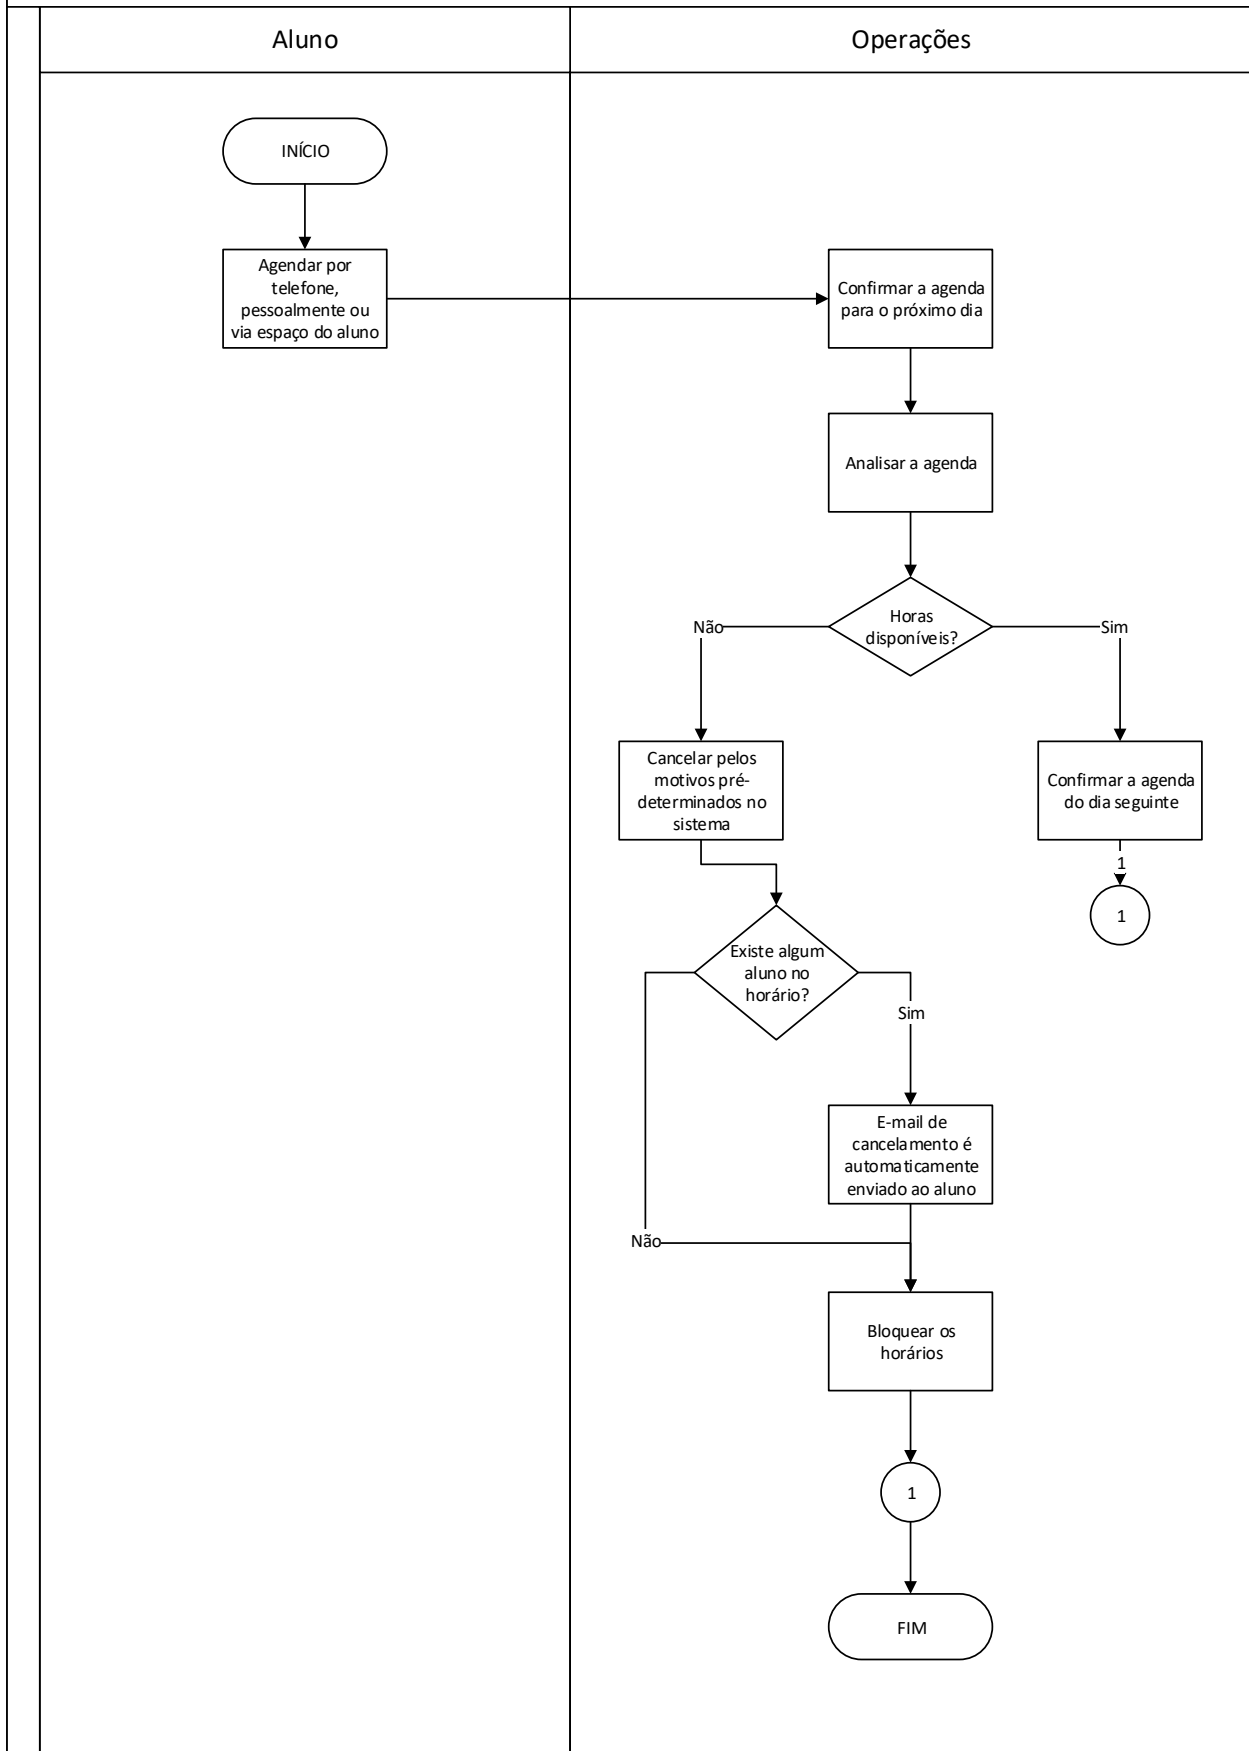 Aluno
Operações
INÍCIO
Agendar por
telefone,
pessoalmente ou
via espaço do aluno
Confirmar a agenda
para o próximo dia
Analisar a agenda
Horas
disponíveis?
Não
Sim
Cancelar pelos
motivos pré-
determinados no
sistema
Confirmar a agenda
do dia seguinte
1
1
Existe algum
aluno no
horário?
Sim
E-mail de
cancelamento é
automaticamente
enviado ao aluno
Não
Bloquear os
horários
1
FIM